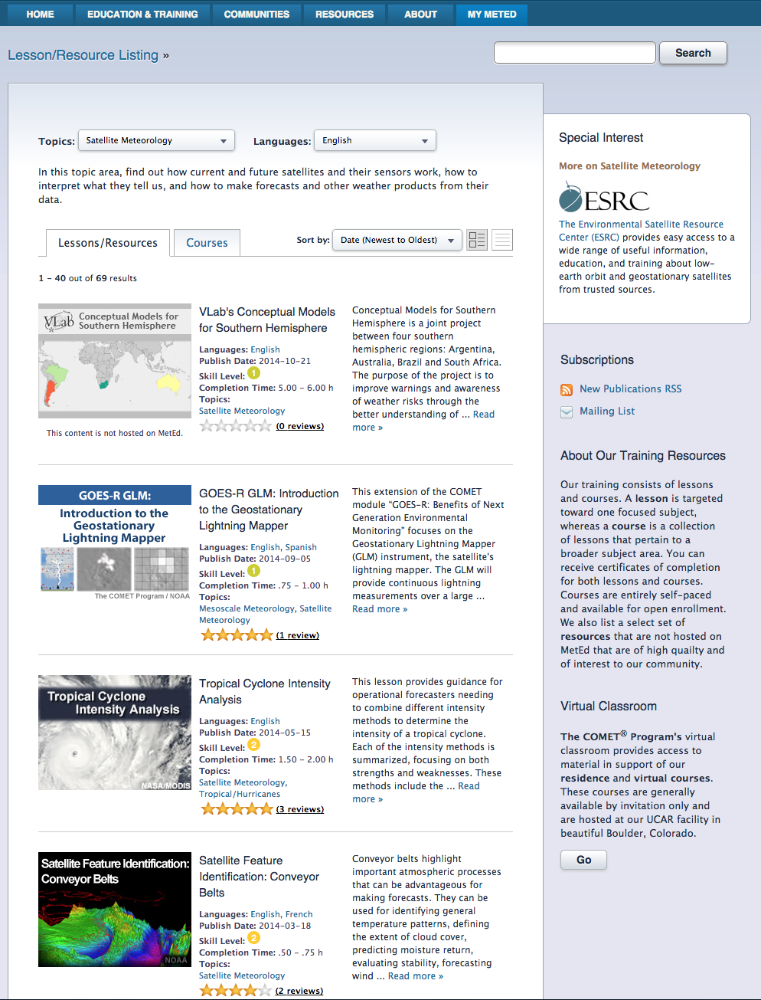 HOME
EDUCATION & TRAINING
COMMUNITIES
RESOURCES
ABOUT
MY METED
Lesson/Resource Listing »
Search
Topics: Satellite Meteorology
Languages: English
In this topic area, find out how current and future satellites and their sensors work, how to
interpret what they tell us, and how to make forecasts and other weather products from their
data.
Lessons/Resources
Courses
Sort by: Date (Newest to Oldest)
1 – 40 out of 69 results
VLab
Conceptual Models for
Southern Hemisphere
This content is not hosted on MetEd.
VLab's Conceptual Models
for Southern Hemisphere
Languages: English
Publish Date: 2014-10-21
Skill Level: 1
Completion Time: 5.00 - 6.00 h
Topics:
Satellite Meteorology
(0 reviews)
Conceptual Models for Southern
Hemisphere is a joint project
between four southern
hemispheric regions: Argentina,
Australia, Brazil and South Africa.
The purpose of the project is to
improve warnings and awareness
of weather risks through the
better understanding of ... Read
more »
GOES-R GLM:
Introduction to the
Geostationary
Lightning Mapper
The COMET Program / NOAA
GOES-R GLM: Introduction
to the Geostationary
Lightning Mapper
Languages: English, Spanish
Publish Date: 2014-09-05
Skill Level: 1
Completion Time: .75 - 1.00 h
Topics:
Mesoscale Meteorology, Satellite
Meteorology
(1 review)
This extension of the COMET
module "GOES-R: Benefits of Next
Generation Environmental
Monitoring" focuses on the
Geostationary Lightning Mapper
(GLM) instrument, the satellite's
lightning mapper. The GLM will
provide continuous lightning
measurements over a large ...
Read more »
Tropical Cyclone
Intensity Analysis
NASA/MODIS
Tropical Cyclone Intensity
Analysis
Languages: English
Publish Date: 2014-05-15
Skill Level: 2
Completion Time: 1.50 - 2.00 h
Topics:
Satellite Meteorology,
Tropical/Hurricanes
(3 reviews)
This lesson provides guidance for
operational forecasters needing
to combine different intensity
methods to determine the
intensity of a tropical cyclone.
Each of the intensity methods is
summarized, focusing on both
strengths and weaknesses. These
methods include the ... Read
more »
Satellite Feature Identification:
Conveyor Belts
NOAA
Satellite Feature
Identification: Conveyor
Belts
Languages: English, French
Publish Date: 2014-03-18
Skill Level: 2
Completion Time: .50 - .75 h
Topics:
Satellite Meteorology
(2 reviews)
Conveyor belts highlight
important atmospheric processes
that can be advantageous for
making forecasts. They can be
used for identifying general
temperature patterns, defining
the extent of cloud cover,
predicting moisture return,
evaluating stability, forecasting
wind ... Read more »
Special Interest
More on Satellite Meteorology
ESRC
The Environmental Satellite Resource
Center (ESRC) provides easy access to a
wide range of useful information,
education, and training about low-
earth orbit and geostationary satellites
from trusted sources.
Subscriptions
New Publications RSS
Mailing List
About Our Training Resources
Our training consists of lessons
and courses. A lesson is targeted
toward one focused subject,
whereas a course is a collection
of lessons that pertain to a
broader subject area. You can
receive certificates of completion
for both lessons and courses.
Courses are entirely self-paced
and available for open enrollment.
We also list a select set of
resources that are not hosted on
MetEd that are of high quailty and
of interest to our community.
Virtual Classroom
The COMET® Program's virtual
classroom provides access to
material in support of our
residence and virtual courses.
These courses are generally
available by invitation only and
are hosted at our UCAR facility in
beautiful Boulder, Colorado.
Go